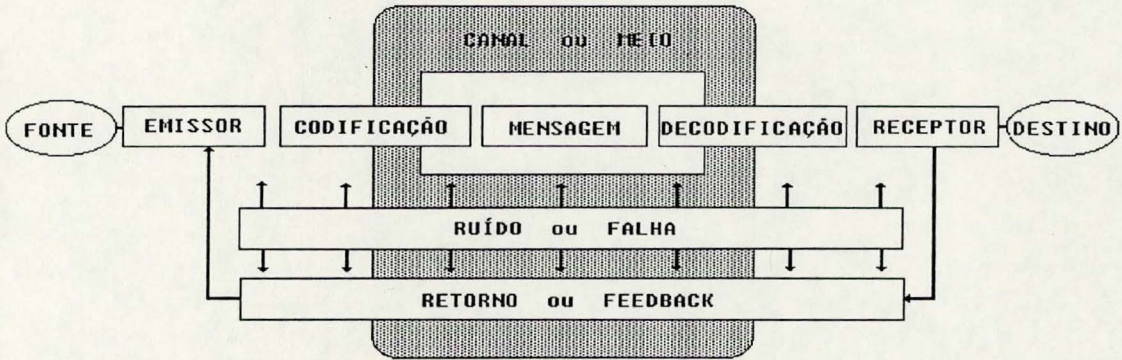 CANAL ou MEIO
FONTE EMISSOR CODIFICAÇÃO MENSAGEM DECODIFICAÇÃO RECEPTOR DESTINO
RUÍDO ou FALHA
RETORNO ou FEEDBACK